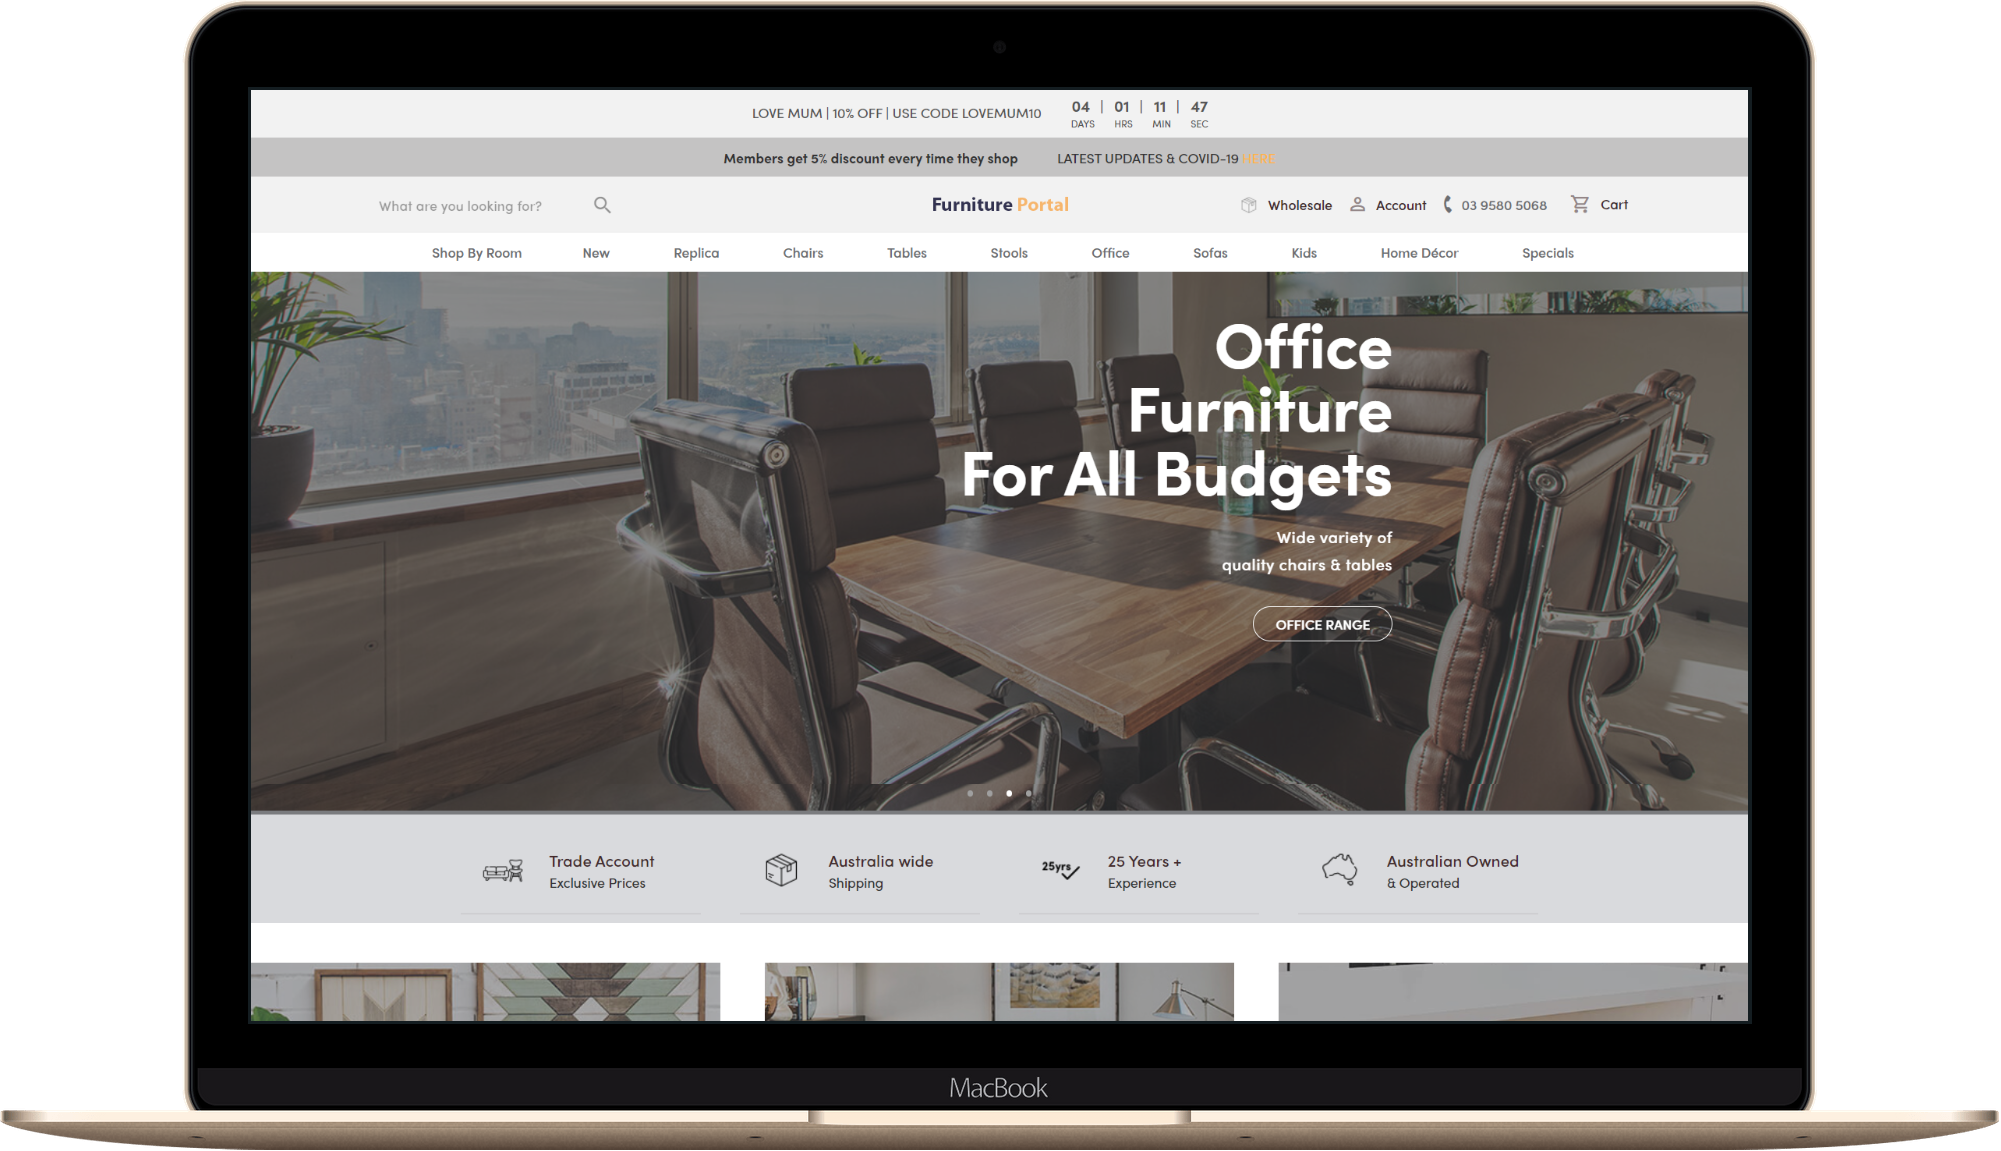 LOVE MUM | 10% OFF | USE CODE LOVEMUM10
04 | 01 | 11 | 47
DAYS HRS MIN SEC
Members get 5% discount every time they shop
LATEST UPDATES & COVID-19 HERE
What are you looking for?
Furniture Portal
Wholesale
Account
03 9580 5068
Cart
Shop By Room
New
Replica
Chairs
Tables
Stools
Office
Sofas
Kids
Home Décor
Specials
Office
Furniture
For All Budgets
Wide variety of
quality chairs & tables
OFFICE RANGE
Trade Account
Exclusive Prices
Australia wide
Shipping
25yrs
25 Years +
Experience
Australian Owned
& Operated
MacBook